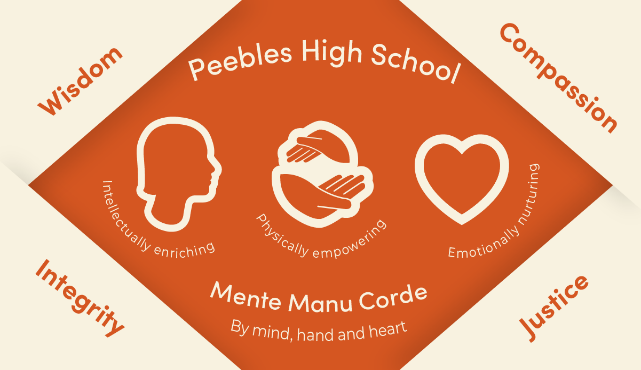 Peebles High School
Wisdom
Compassion
Intellectually enriching
Physically empowering
Emotionally nurturing
Integrity
Justice
Mente Manu Corde
By mind, hand and heart